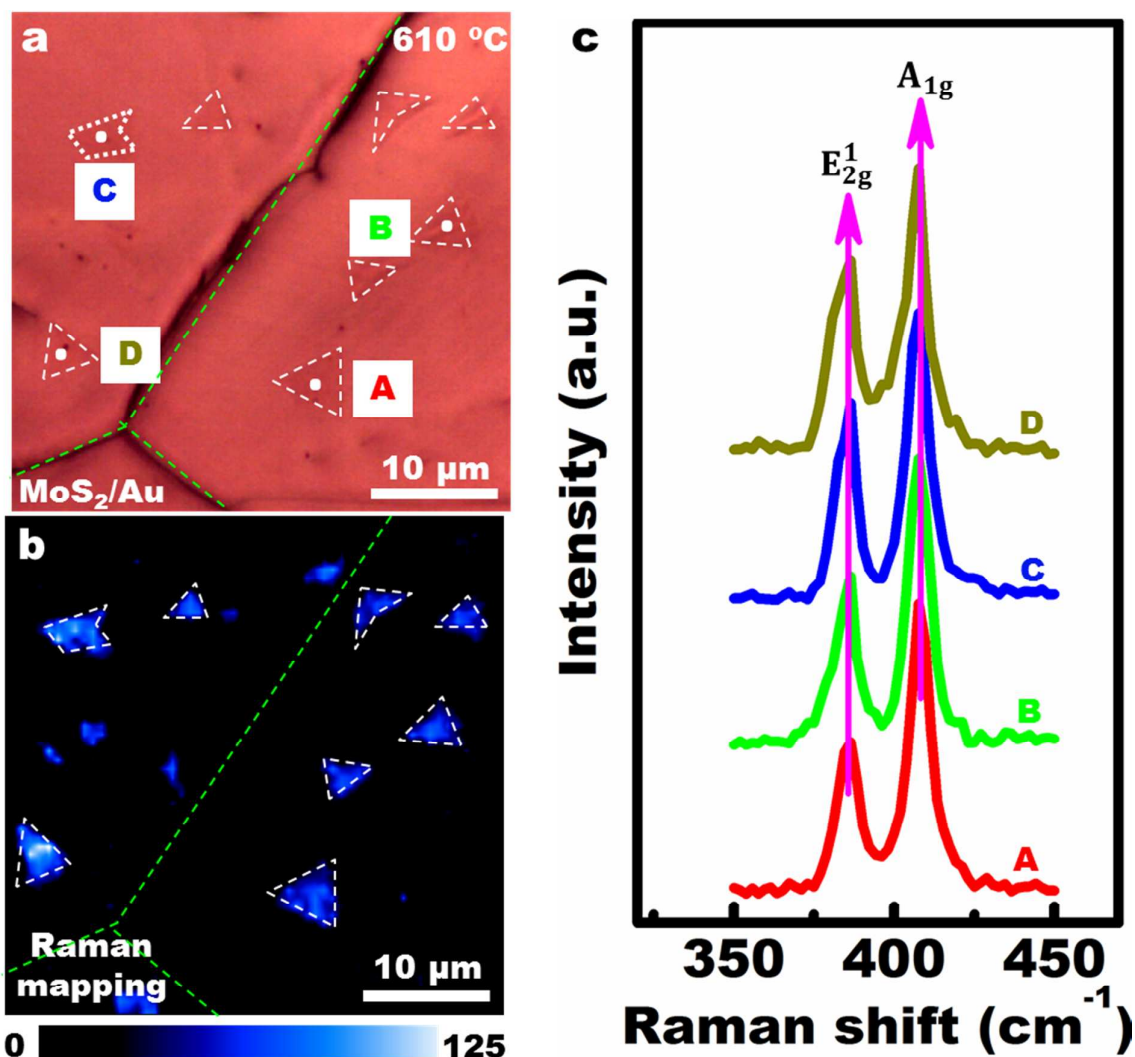 a
610 °C
C
B
D
A
MoS₂/Au
10 µm
b
Raman
mapping
10 µm
0
125
c
Intensity (a.u.)
E¹₂g
A₁g
D
C
B
A
350
400
450
Raman shift (cm⁻¹)